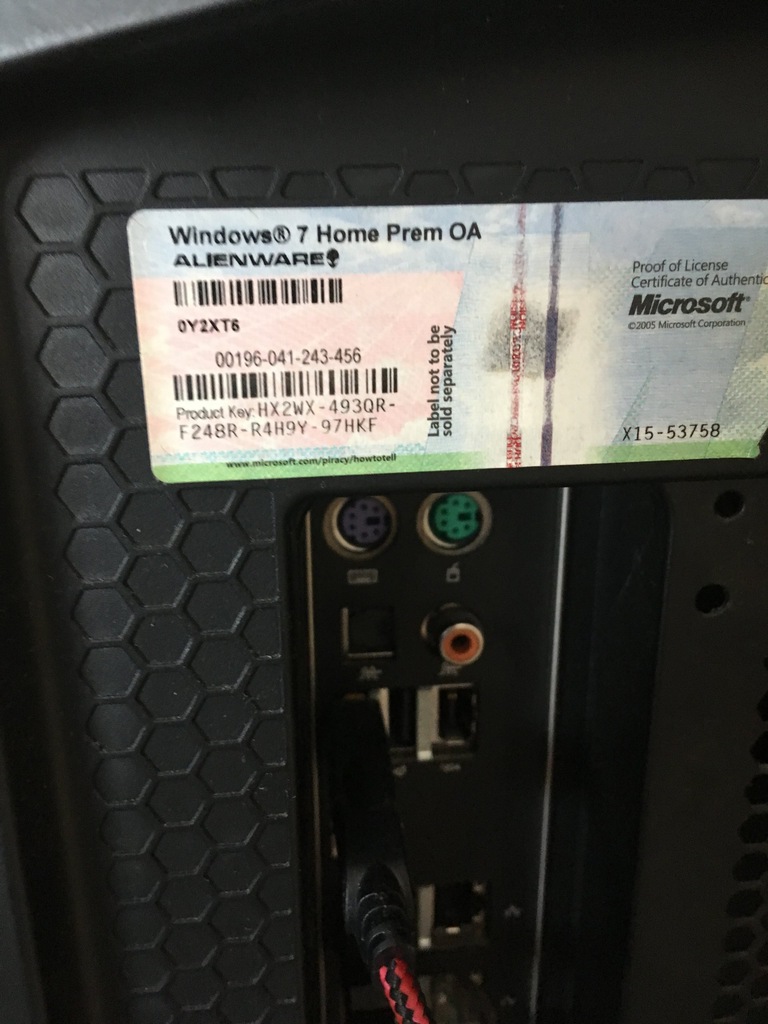 Windows® 7 Home Prem OA
ALIENWARE
0Y2XT6
00196-041-243-456
Product Key: HX2WX-493QR-
F248R-R4H9Y-97HKF
www.microsoft.com/piracy/howtotell
Label not to be
sold separately
Proof of License
Certificate of Authentic
Microsoft®
©2005 Microsoft Corporation
X15-53758